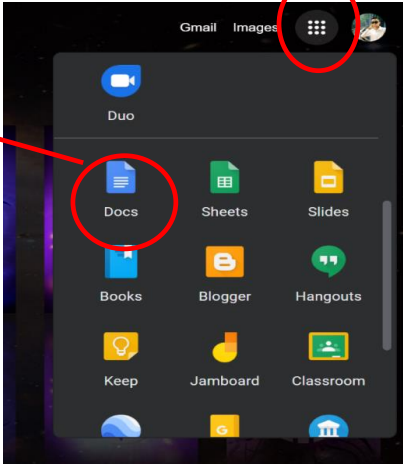 Gmail Images
Duo
Docs Sheets Slides
Books Blogger Hangouts
Keep Jamboard Classroom
G